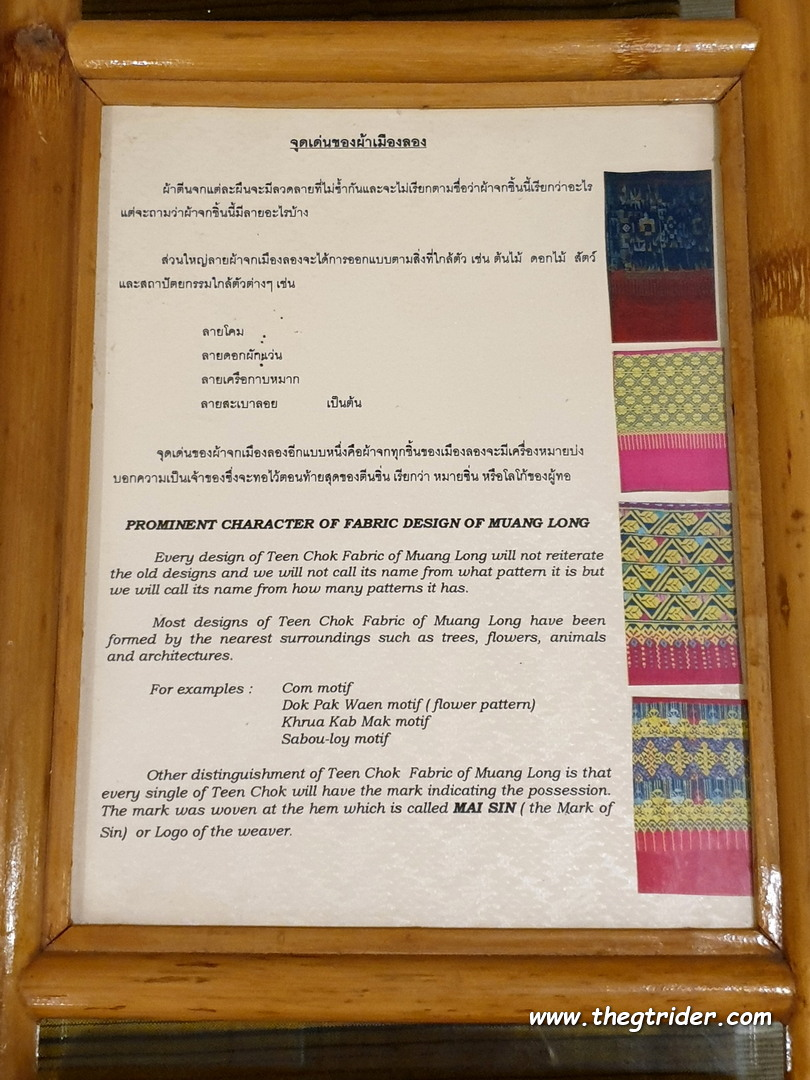 จุดเด่นของผ้าเมืองลอง
ผ้าตีนจกแต่ละผืนจะมีลวดลายที่ไม่ซ้ำกันและจะไม่เรียกตามชื่อว่าผ้าจกชิ้นนี้เรียกว่าอะไร
แต่จะถามว่าผ้าจกชิ้นนี้มีลายอะไรบ้าง
ส่วนใหญ่ลายผ้าจกเมืองลองจะได้การออกแบบตามสิ่งที่ใกล้ตัว เช่น ต้นไม้ ดอกไม้ สัตว์
และสถาปัตยกรรมใกล้ตัวต่างๆ เช่น
ลายโคม
ลายดอกผักแว่น
ลายเครือกาบหมาก
ลายสะเบาลอย เป็นต้น
จุดเด่นของผ้าจกเมืองลองอีกแบบหนึ่งคือผ้าจกทุกชิ้นของเมืองลองจะมีเครื่องหมายบ่ง
บอกความเป็นเจ้าของซึ่งจะทอไว้ตอนท้ายสุดของตีนซิ่น เรียกว่า หมายซิ่น หรือโลโก้ของผู้ทอ
PROMINENT CHARACTER OF FABRIC DESIGN OF MUANG LONG
Every design of Teen Chok Fabric of Muang Long will not reiterate
the old designs and we will not call its name from what pattern it is but
we will call its name from how many patterns it has.
Most designs of Teen Chok Fabric of Muang Long have been
formed by the nearest surroundings such as trees, flowers, animals
and architectures.
For examples : Com motif
Dok Pak Waen motif ( flower pattern)
Khrua Kab Mak motif
Sabou-loy motif
Other distinguishment of Teen Chok Fabric of Muang Long is that
every single of Teen Chok will have the mark indicating the possession.
The mark was woven at the hem which is called MAI SIN ( the Mark of
Sin) or Logo of the weaver.
www.thegtrider.com